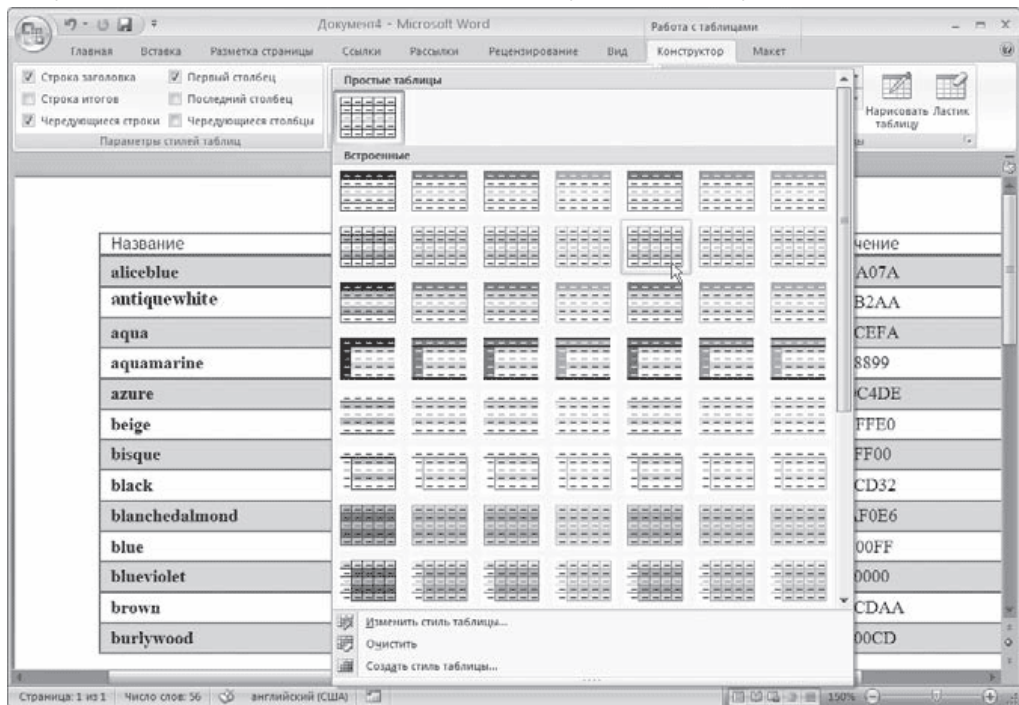 Документ4 - Microsoft Word
Работа с таблицами
Главная Вставка Разметка страницы Ссылки Рассылки Рецензирование Вид Конструктор Макет
Строка заголовка Первый столбец
Строка итогов Последний столбец
Чередующиеся строки Чередующиеся столбцы
Параметры стилей таблиц
Нарисовать таблицу
Ластик
Простые таблицы
Встроенные
Название чение
aliceblue A07A
antiquewhite B2AA
aqua CEFA
aquamarine 8899
azure C4DE
beige FFE0
bisque FF00
black CD32
blanchedalmond F0E6
blue 00FF
blueviolet 0000
brown CDAA
burlywood 00CD
Изменить стиль таблицы...
Очистить
Создать стиль таблицы...
Страница: 1 из 1 Число слов: 56 английский (США) 150%